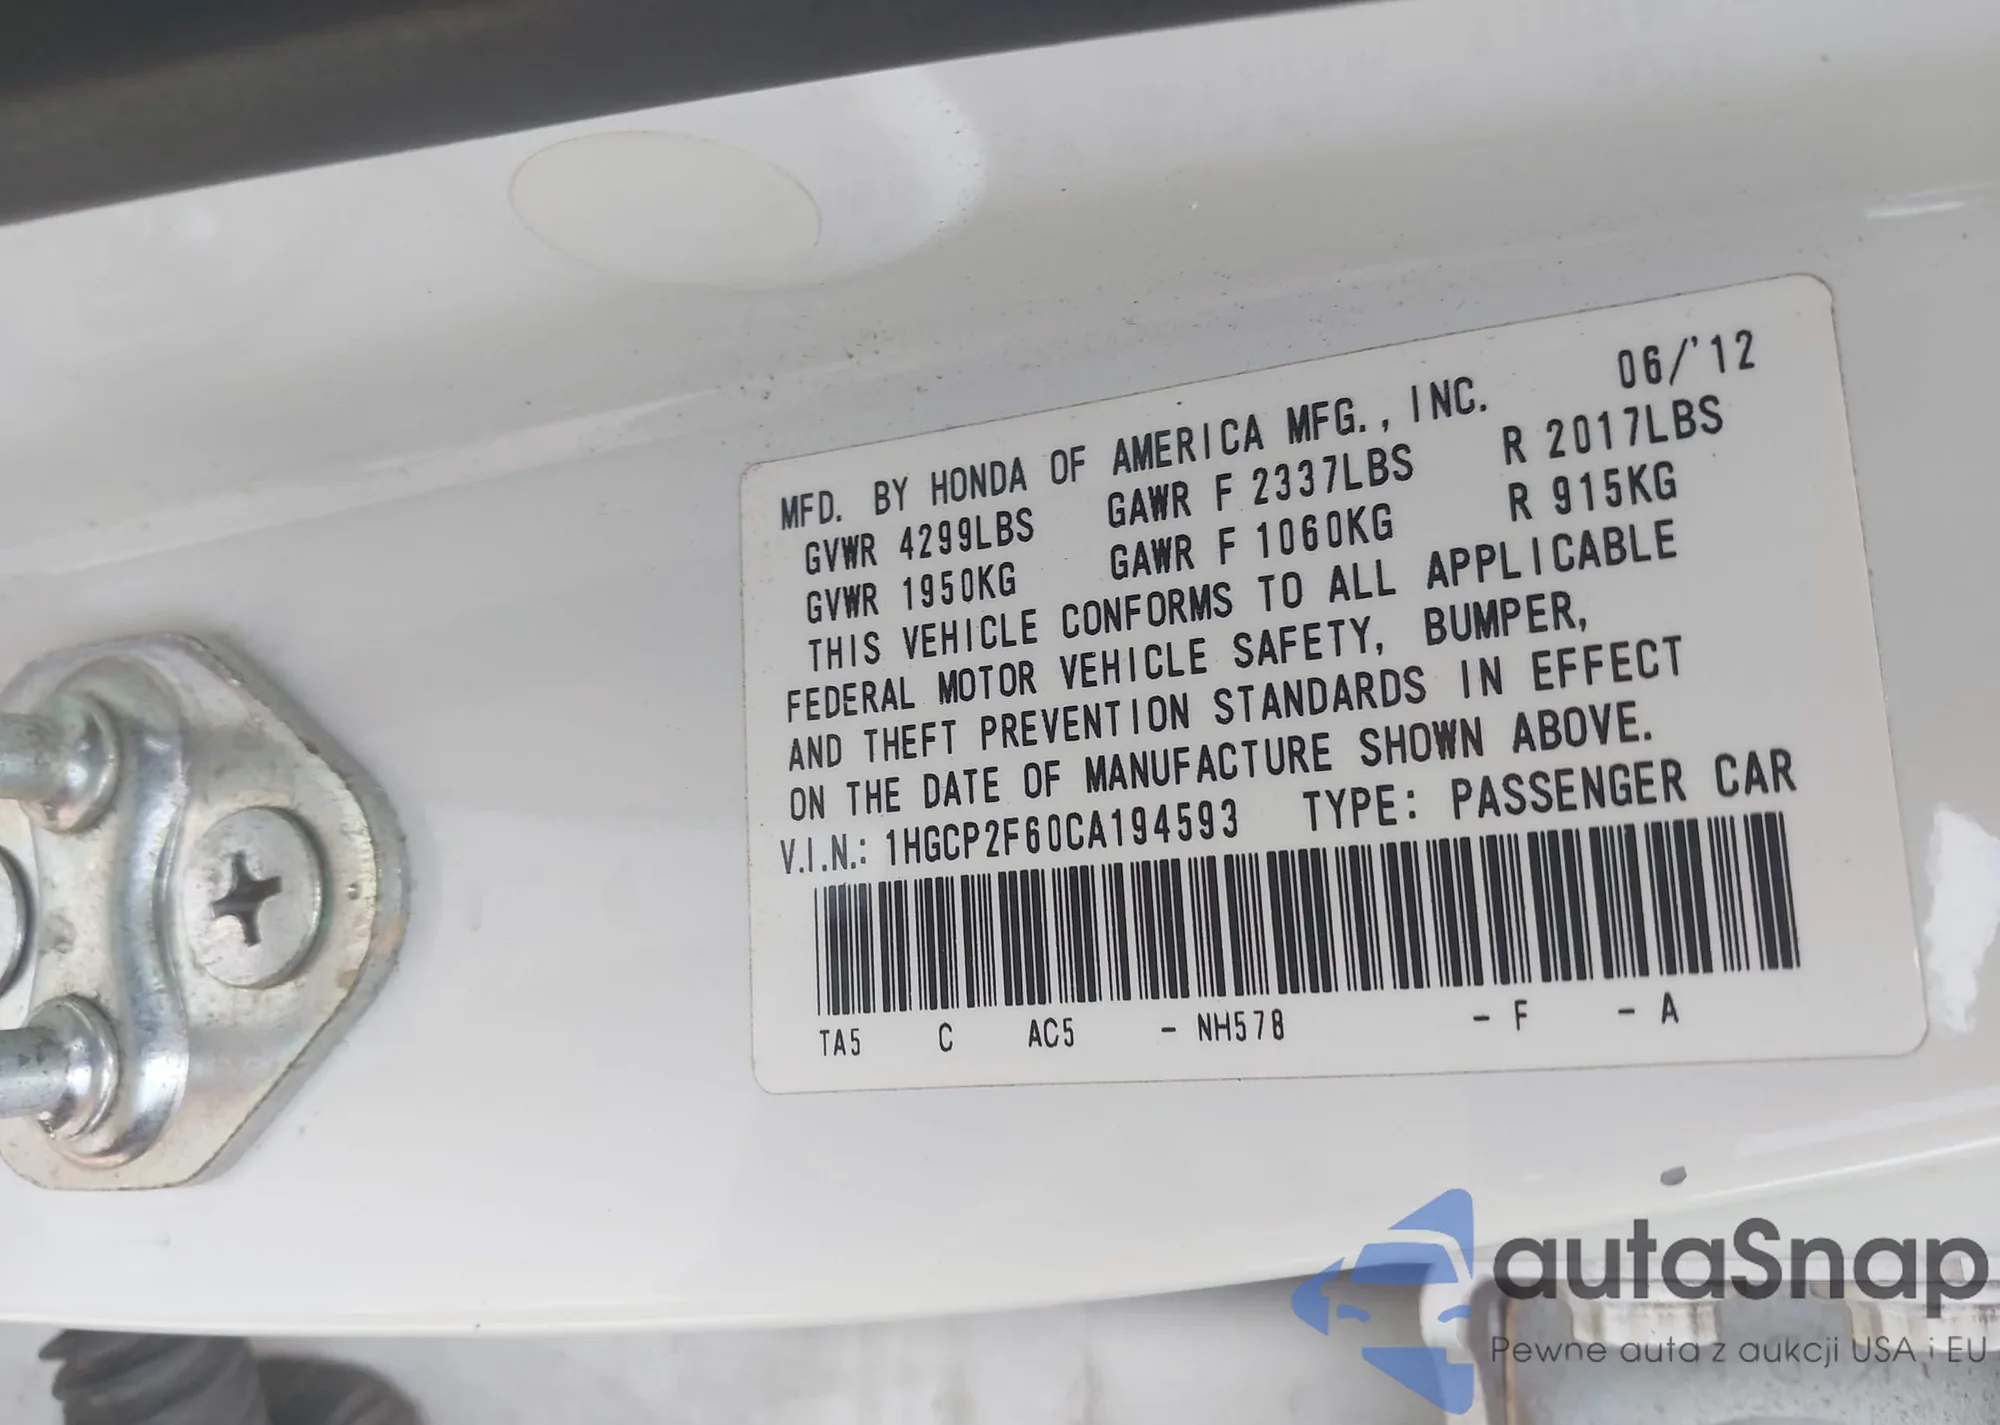 MFD. BY HONDA OF AMERICA MFG., INC. 06/'12
GVWR 4299LBS GAWR F 2337LBS R 2017LBS
GVWR 1950KG GAWR F 1060KG R 915KG
THIS VEHICLE CONFORMS TO ALL APPLICABLE
FEDERAL MOTOR VEHICLE SAFETY, BUMPER,
AND THEFT PREVENTION STANDARDS IN EFFECT
ON THE DATE OF MANUFACTURE SHOWN ABOVE.
V.I.N.: 1HGCP2F60CA194593 TYPE: PASSENGER CAR
TA5 C AC5 - NH578 - F - A
autaSnap
Pewne auta z aukcji USA i EU